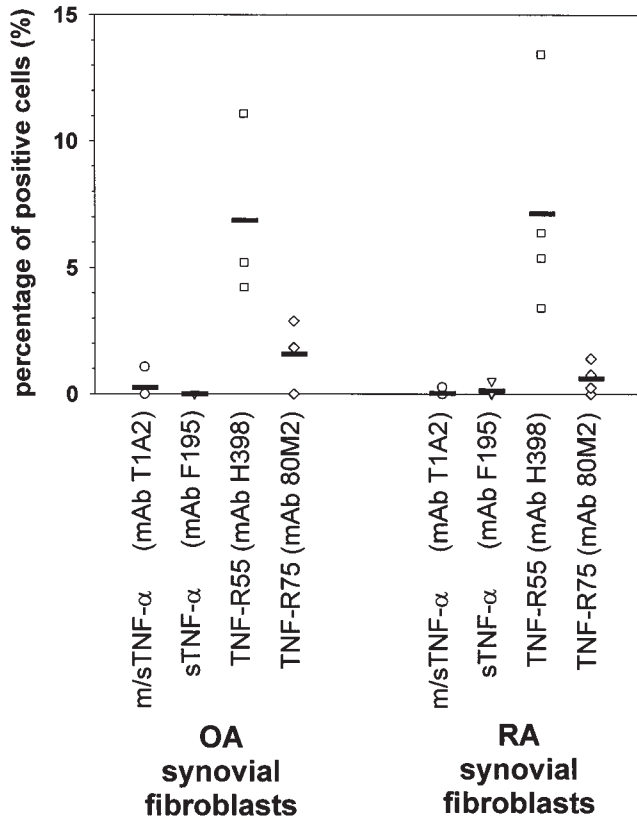 percentage of positive cells (%)
15
10
5
0
m/sTNF-α (mAb T1A2)
sTNF-α (mAb F195)
TNF-R55 (mAb H398)
TNF-R75 (mAb 80M2)
m/sTNF-α (mAb T1A2)
sTNF-α (mAb F195)
TNF-R55 (mAb H398)
TNF-R75 (mAb 80M2)
OA
synovial
fibroblasts
RA
synovial
fibroblasts